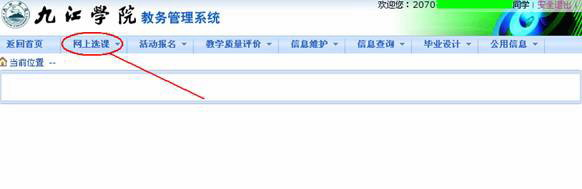 九江学院 教务管理系统
欢迎您：2070 同学！安全退出！
返回首页 网上选课 活动报名 教学质量评价 信息维护 信息查询 毕业设计 公用信息
当前位置 --